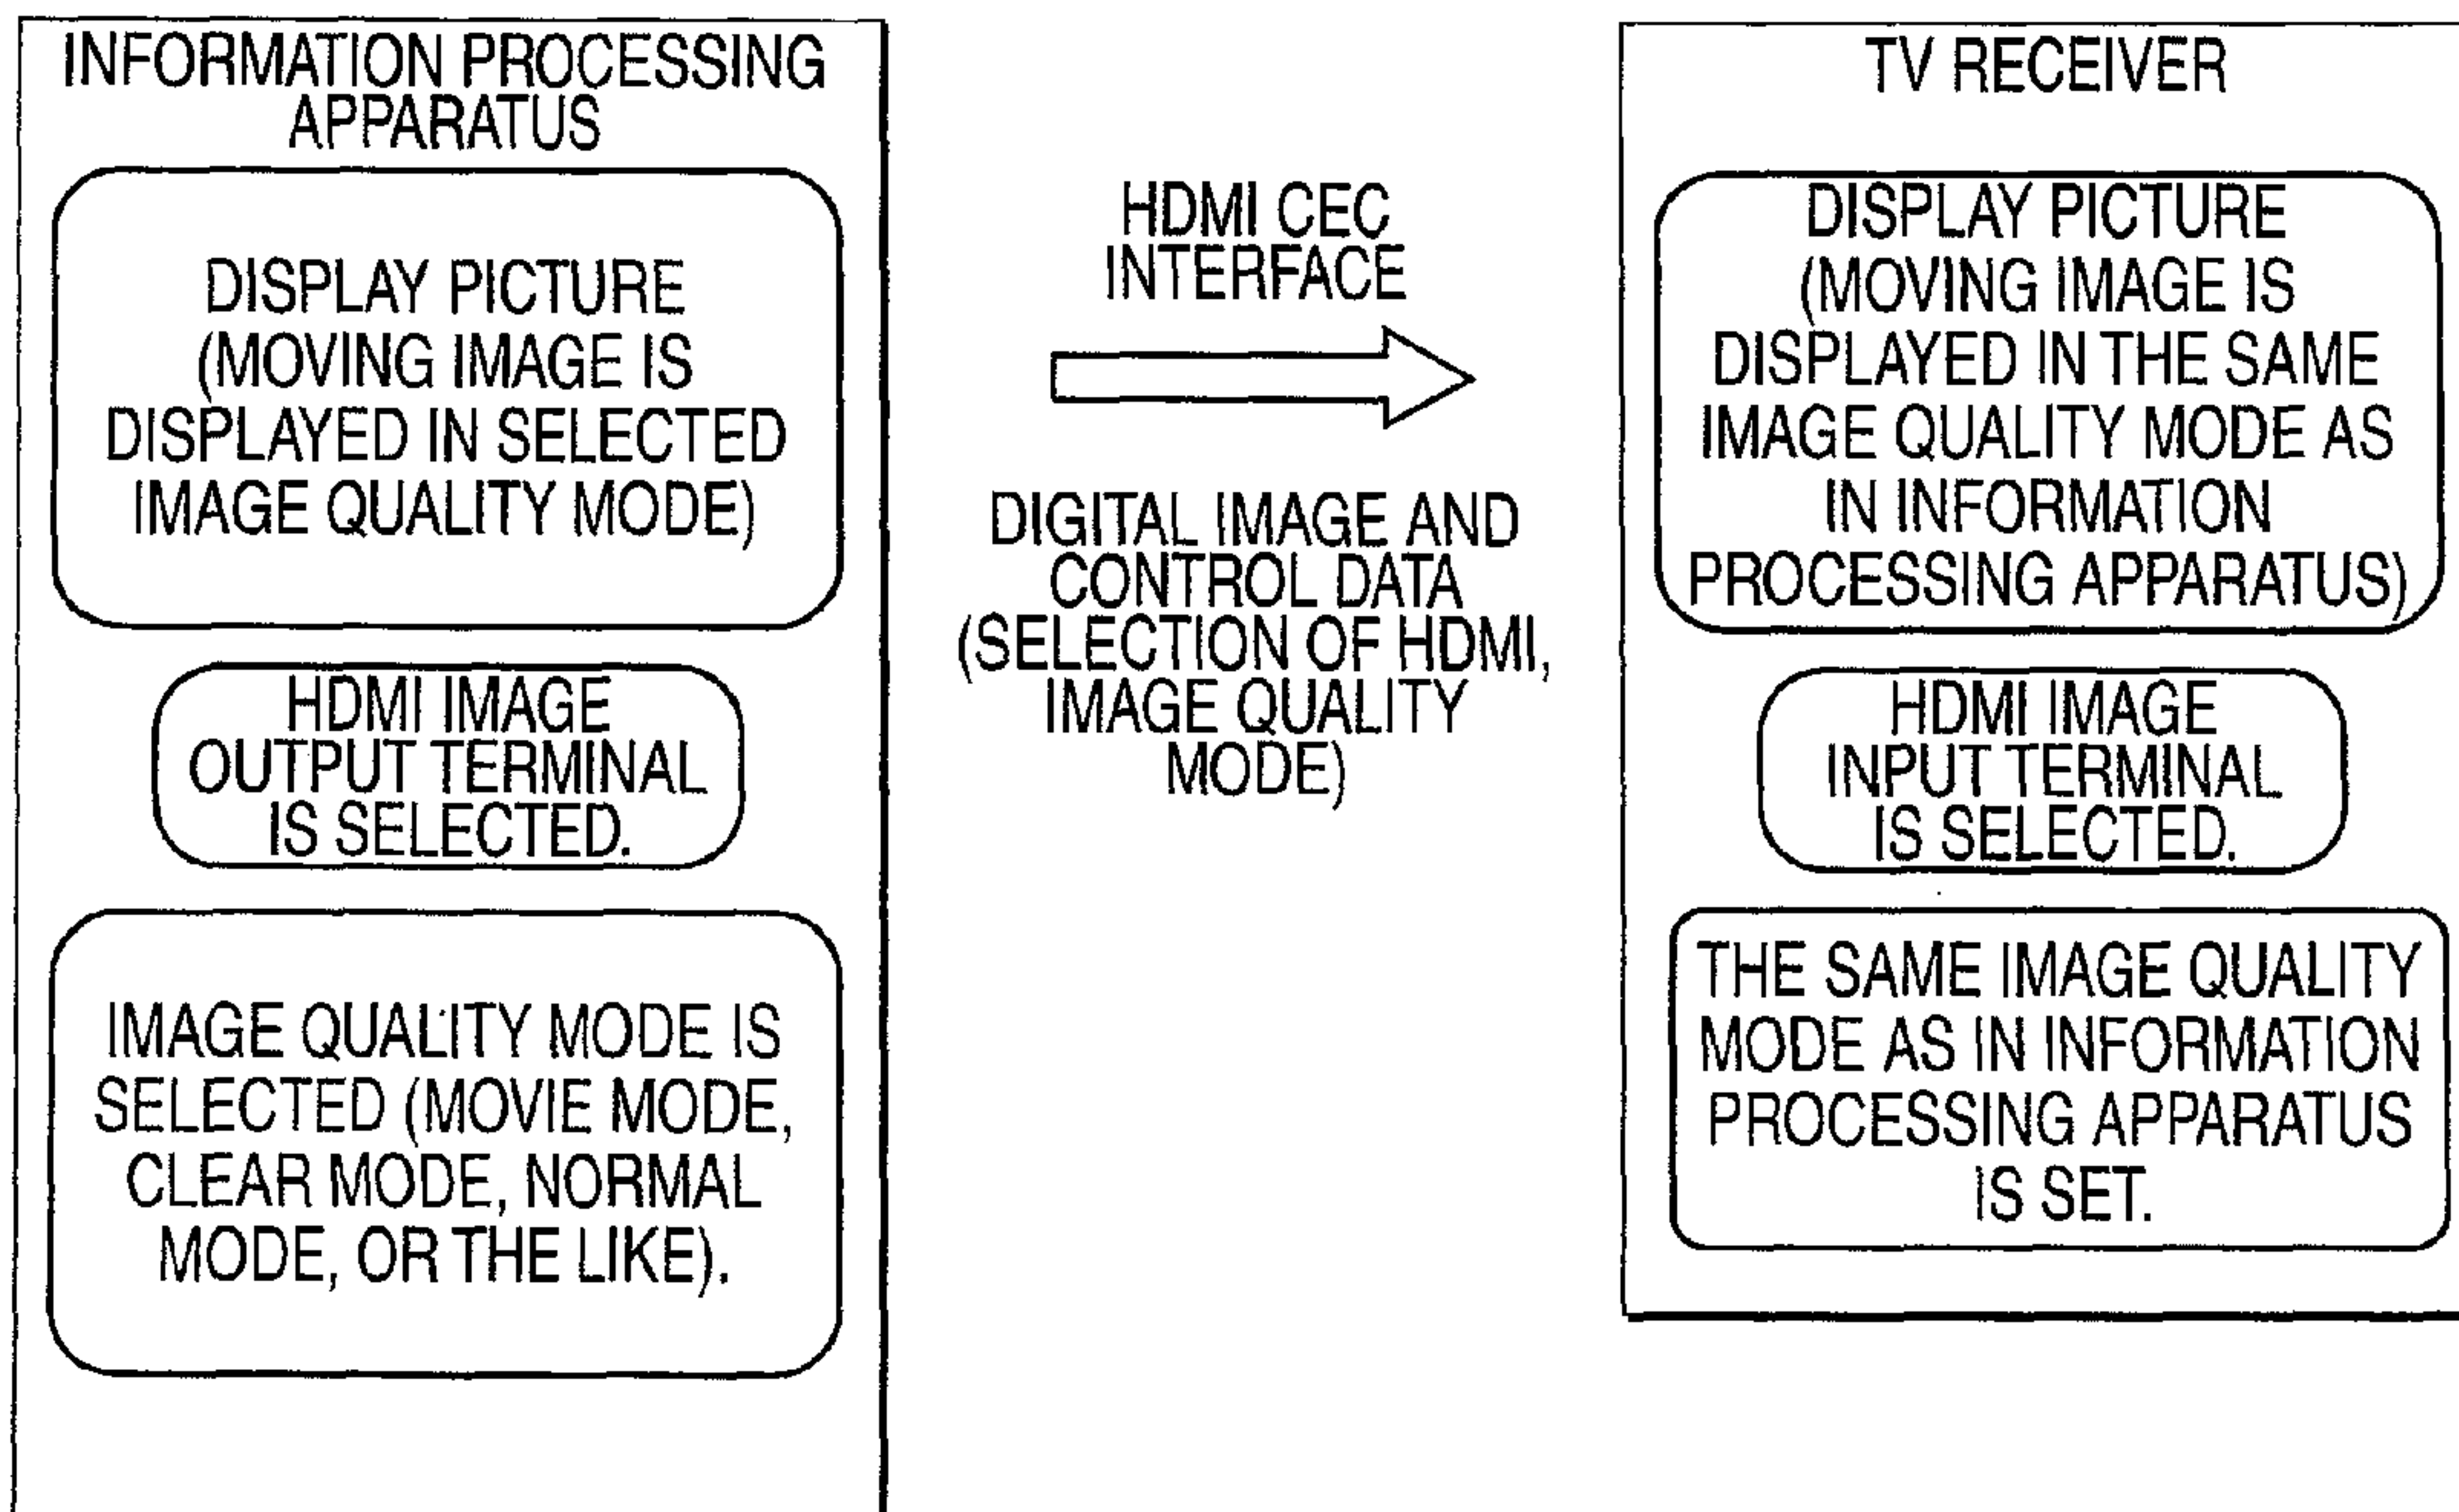 INFORMATION PROCESSING
APPARATUS
DISPLAY PICTURE
(MOVING IMAGE IS
DISPLAYED IN SELECTED
IMAGE QUALITY MODE)
HDMI IMAGE
OUTPUT TERMINAL
IS SELECTED.
IMAGE QUALITY MODE IS
SELECTED (MOVIE MODE,
CLEAR MODE, NORMAL
MODE, OR THE LIKE).
HDMI CEC
INTERFACE
DIGITAL IMAGE AND
CONTROL DATA
(SELECTION OF HDMI,
IMAGE QUALITY
MODE)
TV RECEIVER
DISPLAY PICTURE
(MOVING IMAGE IS
DISPLAYED IN THE SAME
IMAGE QUALITY MODE AS
IN INFORMATION
PROCESSING APPARATUS)
HDMI IMAGE
INPUT TERMINAL
IS SELECTED.
THE SAME IMAGE QUALITY
MODE AS IN INFORMATION
PROCESSING APPARATUS
IS SET.